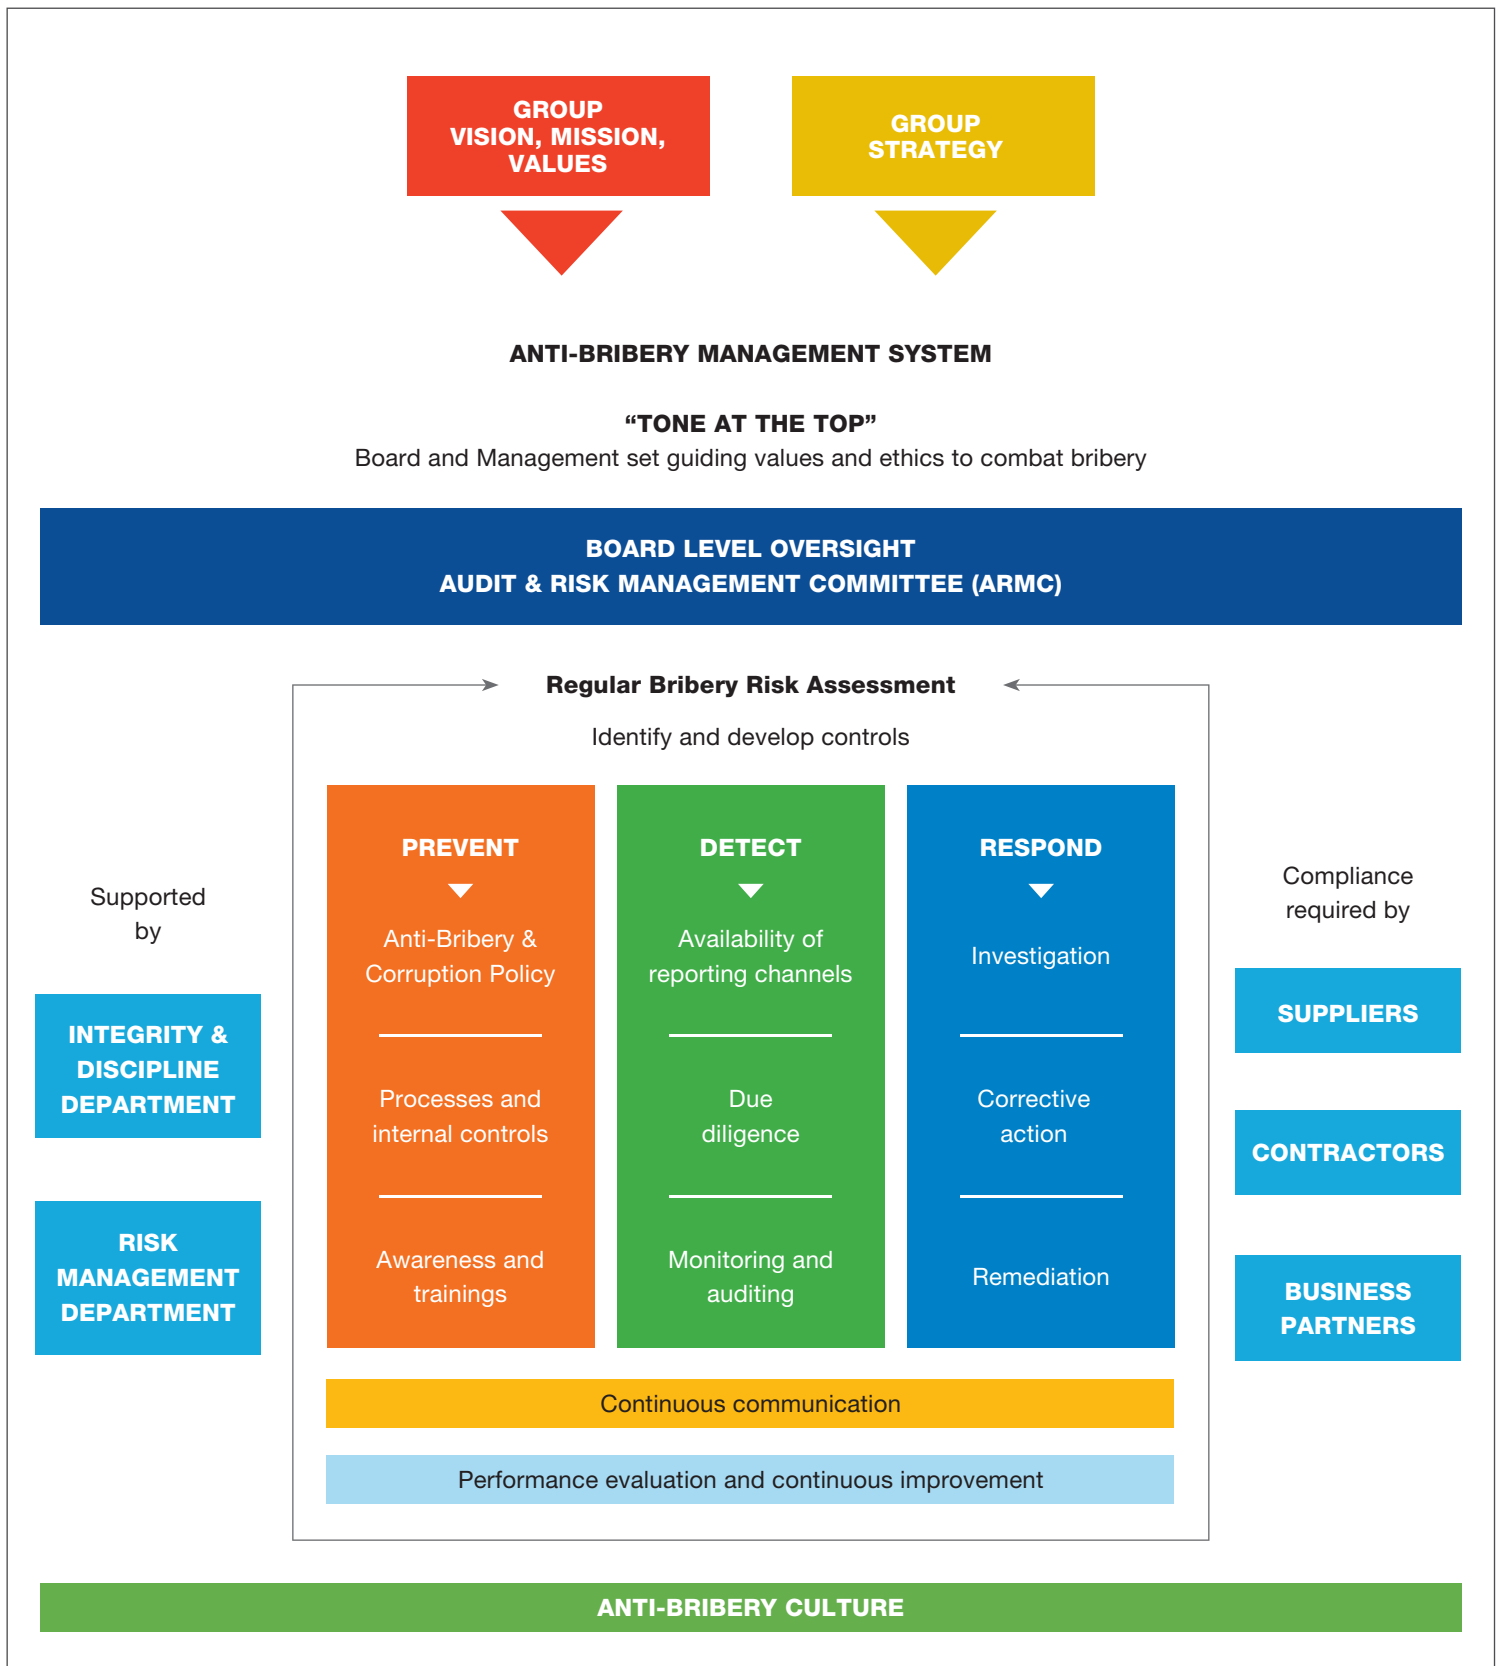 GROUP
VISION, MISSION,
VALUES
GROUP
STRATEGY
ANTI-BRIBERY MANAGEMENT SYSTEM
“TONE AT THE TOP”
Board and Management set guiding values and ethics to combat bribery
BOARD LEVEL OVERSIGHT
AUDIT & RISK MANAGEMENT COMMITTEE (ARMC)
Regular Bribery Risk Assessment
Identify and develop controls
Supported
by
INTEGRITY &
DISCIPLINE
DEPARTMENT
RISK
MANAGEMENT
DEPARTMENT
PREVENT
Anti-Bribery &
Corruption Policy
Processes and
internal controls
Awareness and
trainings
DETECT
Availability of
reporting channels
Due
diligence
Monitoring and
auditing
RESPOND
Investigation
Corrective
action
Remediation
Compliance
required by
SUPPLIERS
CONTRACTORS
BUSINESS
PARTNERS
Continuous communication
Performance evaluation and continuous improvement
ANTI-BRIBERY CULTURE